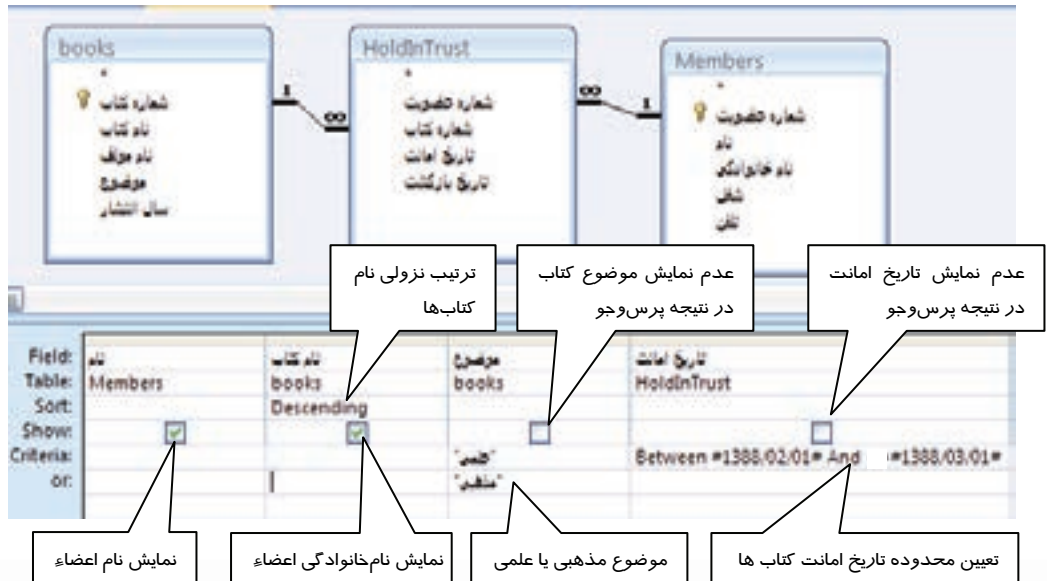 books
*
شماره کتاب
نام کتاب
نام مولف
موضوع
سال انتشار
1
∞
HoldInTrust
*
شماره عضویت
شماره کتاب
تاریخ امانت
تاریخ بازگشت
∞
1
Members
*
شماره عضویت
نام
نام خانوادگی
شغل
تلفن
ترتیب نزولی نام
کتاب‌ها
عدم نمایش موضوع کتاب
در نتیجه پرس‌وجو
عدم نمایش تاریخ امانت
در نتیجه پرس‌وجو
Field: نام نام کتاب موضوع تاریخ امانت
Table: Members books books HoldInTrust
Sort: Descending
Show:
Criteria: "علمی" Between #1388/02/01# And #1388/03/01#
or: "مذهبی"
نمایش نام اعضاءِ
نمایش نام‌خانوادگی اعضاءِ
موضوع مذهبی یا علمی
تعیین محدوده تاریخ امانت کتاب ها